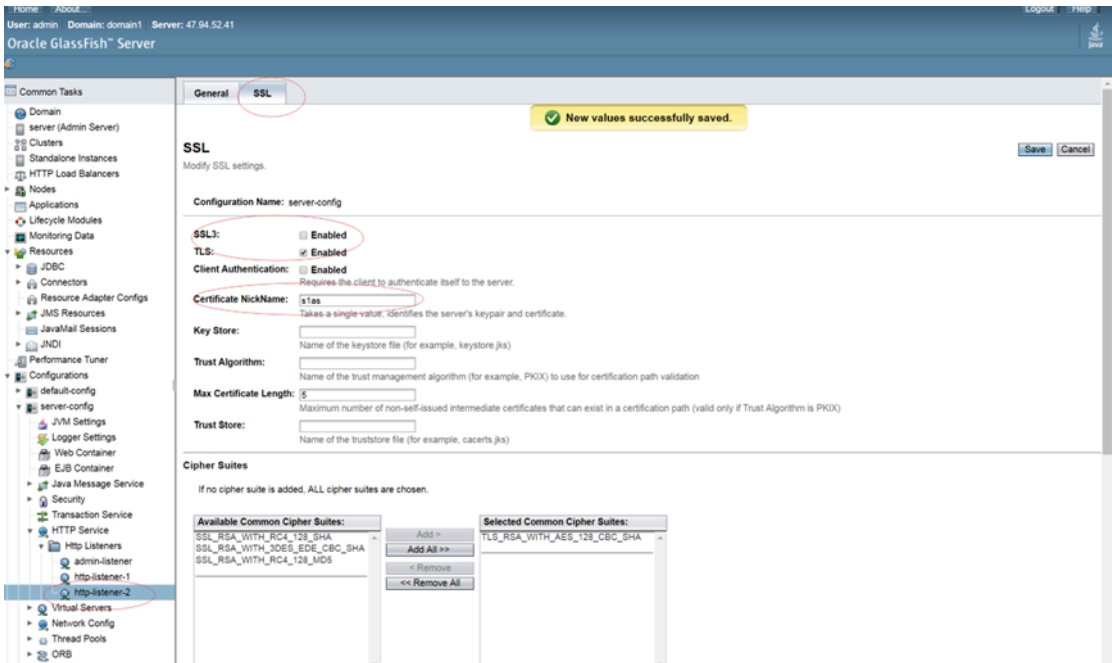 Home About...
Logout Help
User: admin Domain: domain1 Server: 47.94.52.41
Oracle GlassFish™ Server
Java
Common Tasks
Domain
server (Admin Server)
Clusters
Standalone Instances
HTTP Load Balancers
Nodes
Applications
Lifecycle Modules
Monitoring Data
Resources
JDBC
Connectors
Resource Adapter Configs
JMS Resources
JavaMail Sessions
JNDI
Performance Tuner
Configurations
default-config
server-config
JVM Settings
Logger Settings
Web Container
EJB Container
Java Message Service
Security
Transaction Service
HTTP Service
Http Listeners
admin-listener
http-listener-1
http-listener-2
Virtual Servers
Network Config
Thread Pools
ORB
General SSL
New values successfully saved.
SSL
Save Cancel
Modify SSL settings.
Configuration Name: server-config
SSL3: Enabled
TLS: Enabled
Client Authentication: Enabled
Requires the client to authenticate itself to the server.
Certificate NickName: s1as
Takes a single value, identifies the server's keypair and certificate.
Key Store:
Name of the keystore file (for example, keystore.jks)
Trust Algorithm:
Name of the trust management algorithm (for example, PKIX) to use for certification path validation
Max Certificate Length: 5
Maximum number of non-self-issued intermediate certificates that can exist in a certification path (valid only if Trust Algorithm is PKIX)
Trust Store:
Name of the truststore file (for example, cacerts.jks)
Cipher Suites
If no cipher suite is added, ALL cipher suites are chosen.
Available Common Cipher Suites:
SSL_RSA_WITH_RC4_128_SHA
SSL_RSA_WITH_3DES_EDE_CBC_SHA
SSL_RSA_WITH_RC4_128_MD5
Add >
Add All >>
< Remove
<< Remove All
Selected Common Cipher Suites:
TLS_RSA_WITH_AES_128_CBC_SHA